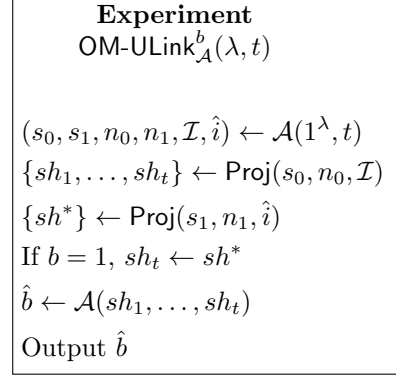 Experiment
OM-ULink^b_𝒜(λ, t)
(s_0, s_1, n_0, n_1, ℐ, î) ← 𝒜(1^λ, t)
{sh_1, . . . , sh_t} ← Proj(s_0, n_0, ℐ)
{sh^*} ← Proj(s_1, n_1, î)
If b = 1, sh_t ← sh^*
b̂ ← 𝒜(sh_1, . . . , sh_t)
Output b̂